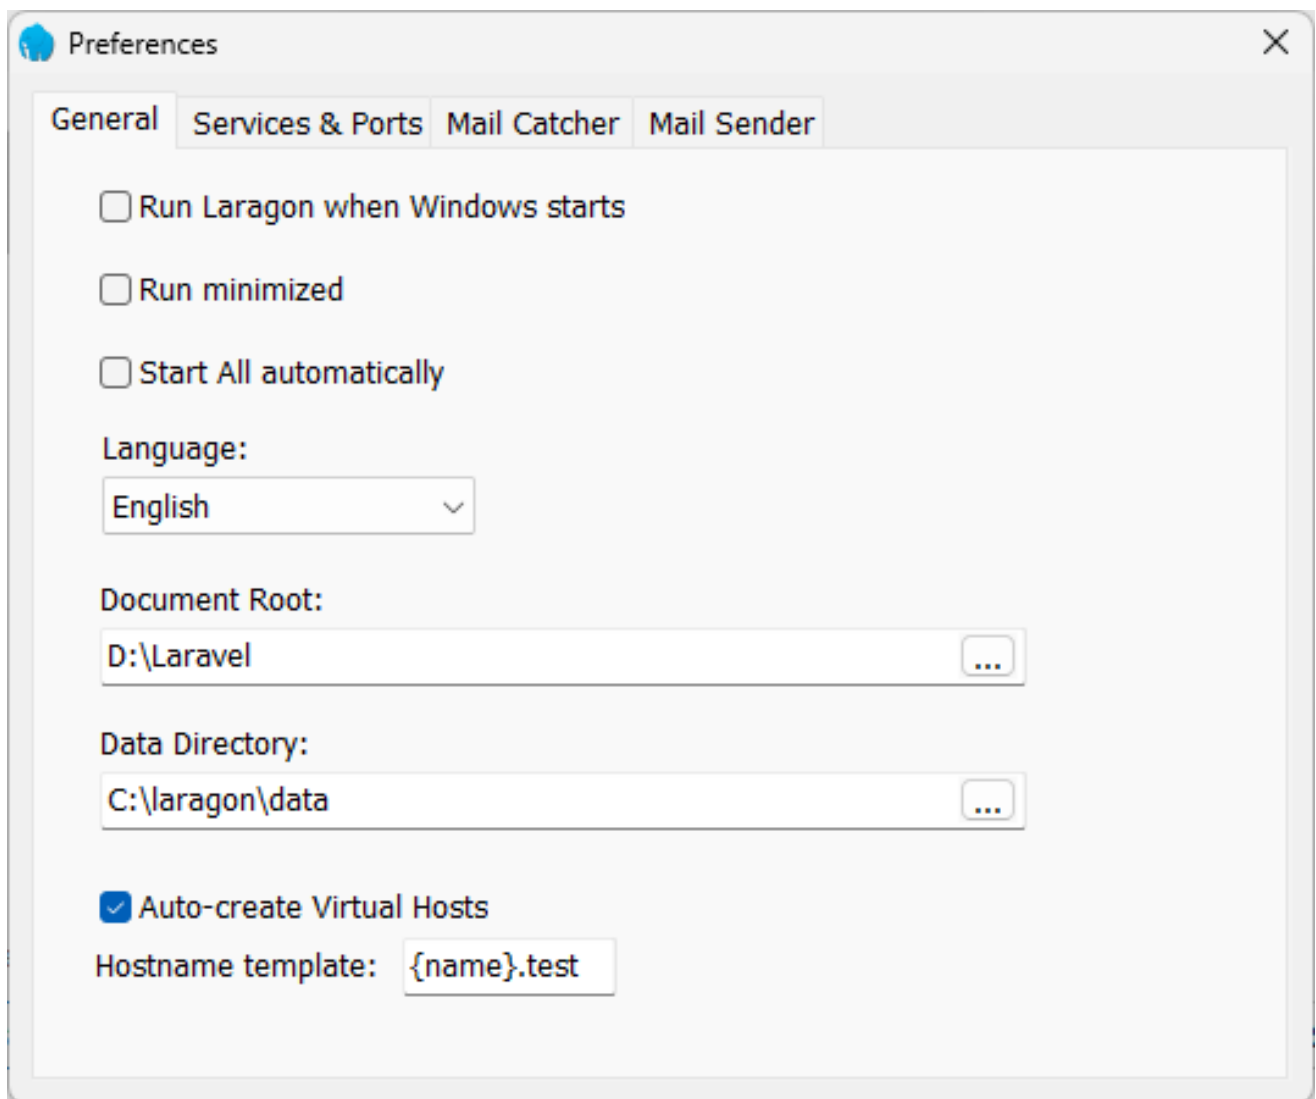 Preferences
General Services & Ports Mail Catcher Mail Sender
Run Laragon when Windows starts
Run minimized
Start All automatically
Language:
English
Document Root:
D:\Laravel
...
Data Directory:
C:\laragon\data
...
Auto-create Virtual Hosts
Hostname template: {name}.test